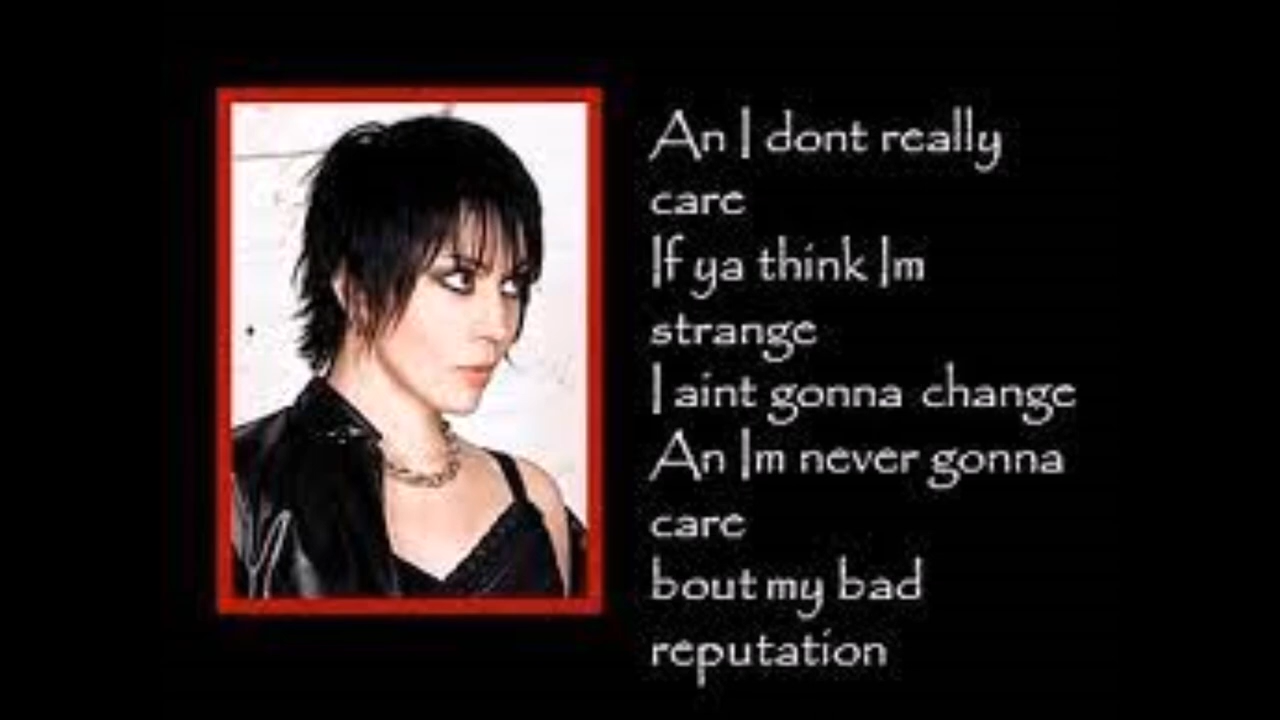 An I dont really
care
If ya think Im
strange
I aint gonna change
An Im never gonna
care
bout my bad
reputation